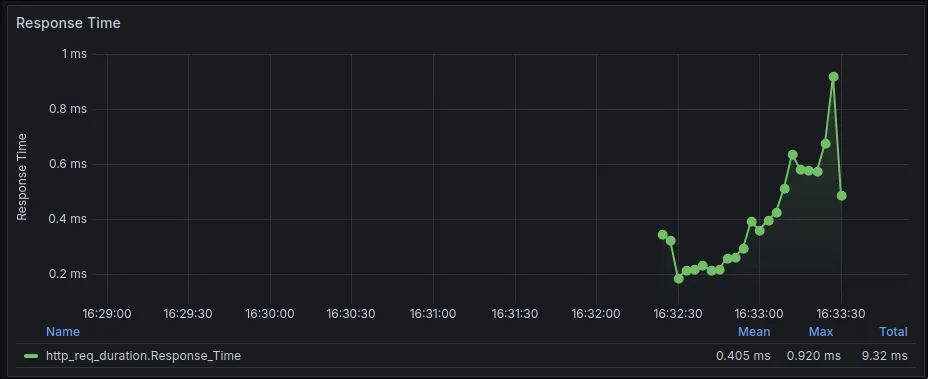 Response Time
1 ms
0.8 ms
0.6 ms
0.4 ms
0.2 ms
Response Time
16:29:00 16:29:30 16:30:00 16:30:30 16:31:00 16:31:30 16:32:00 16:32:30 16:33:00 16:33:30
Name Mean Max Total
http_req_duration.Response_Time 0.405 ms 0.920 ms 9.32 ms